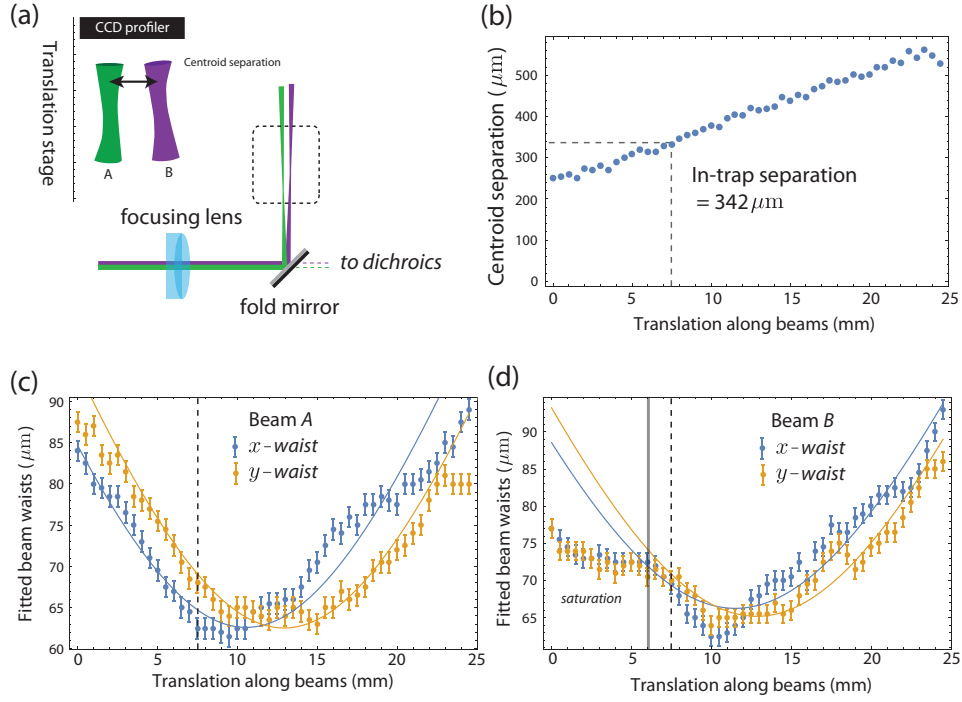 (a)
CCD profiler
Translation stage
Centroid separation
A
B
focusing lens
to dichroics
fold mirror
(b)
Centroid separation (μm)
500
400
300
200
100
0
In-trap separation
= 342 μm
0 5 10 15 20 25
Translation along beams (mm)
(c)
Fitted beam waists (μm)
90
85
80
75
70
65
60
Beam A
x-waist
y-waist
0 5 10 15 20 25
Translation along beams (mm)
(d)
Fitted beam waists (μm)
90
85
80
75
70
65
Beam B
x-waist
y-waist
saturation
0 5 10 15 20 25
Translation along beams (mm)